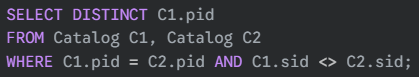 SELECT DISTINCT C1.pid
FROM Catalog C1, Catalog C2
WHERE C1.pid = C2.pid AND C1.sid <> C2.sid;